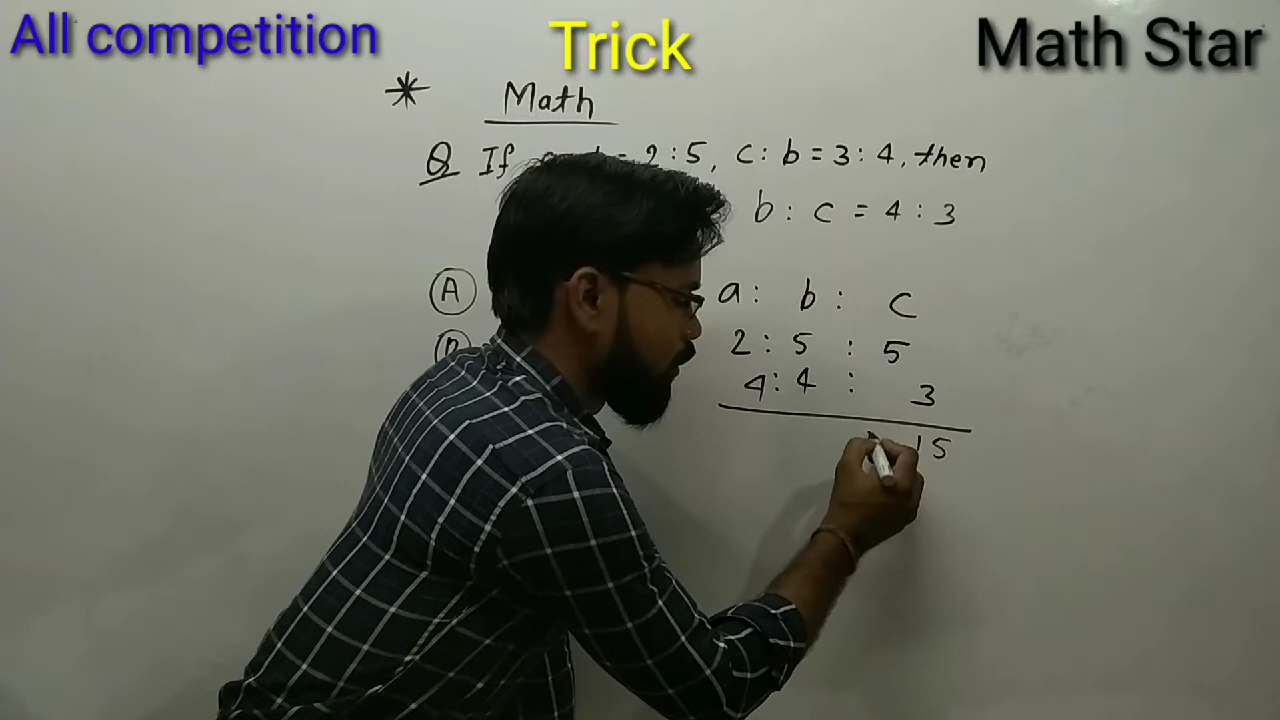 All competition
Trick
Math Star
Math
Q If 2 : 5, c : b = 3 : 4, then
b : c = 4 : 3
A
a : b : c
2 : 5 : 5
4 : 4 : 3
15